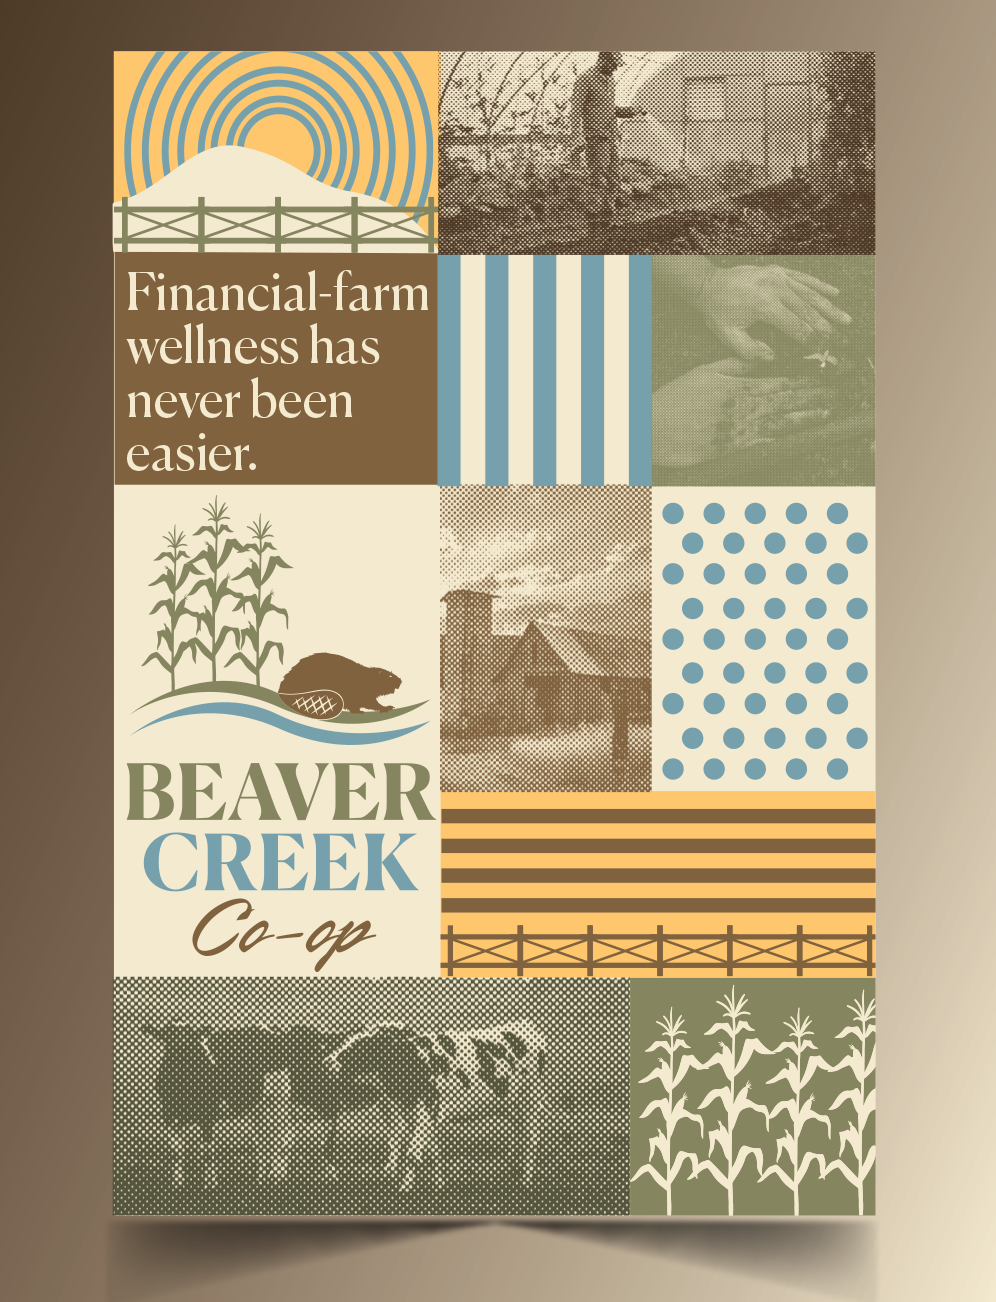 Financial-farm
wellness has
never been
easier.
BEAVER
CREEK
Co-op